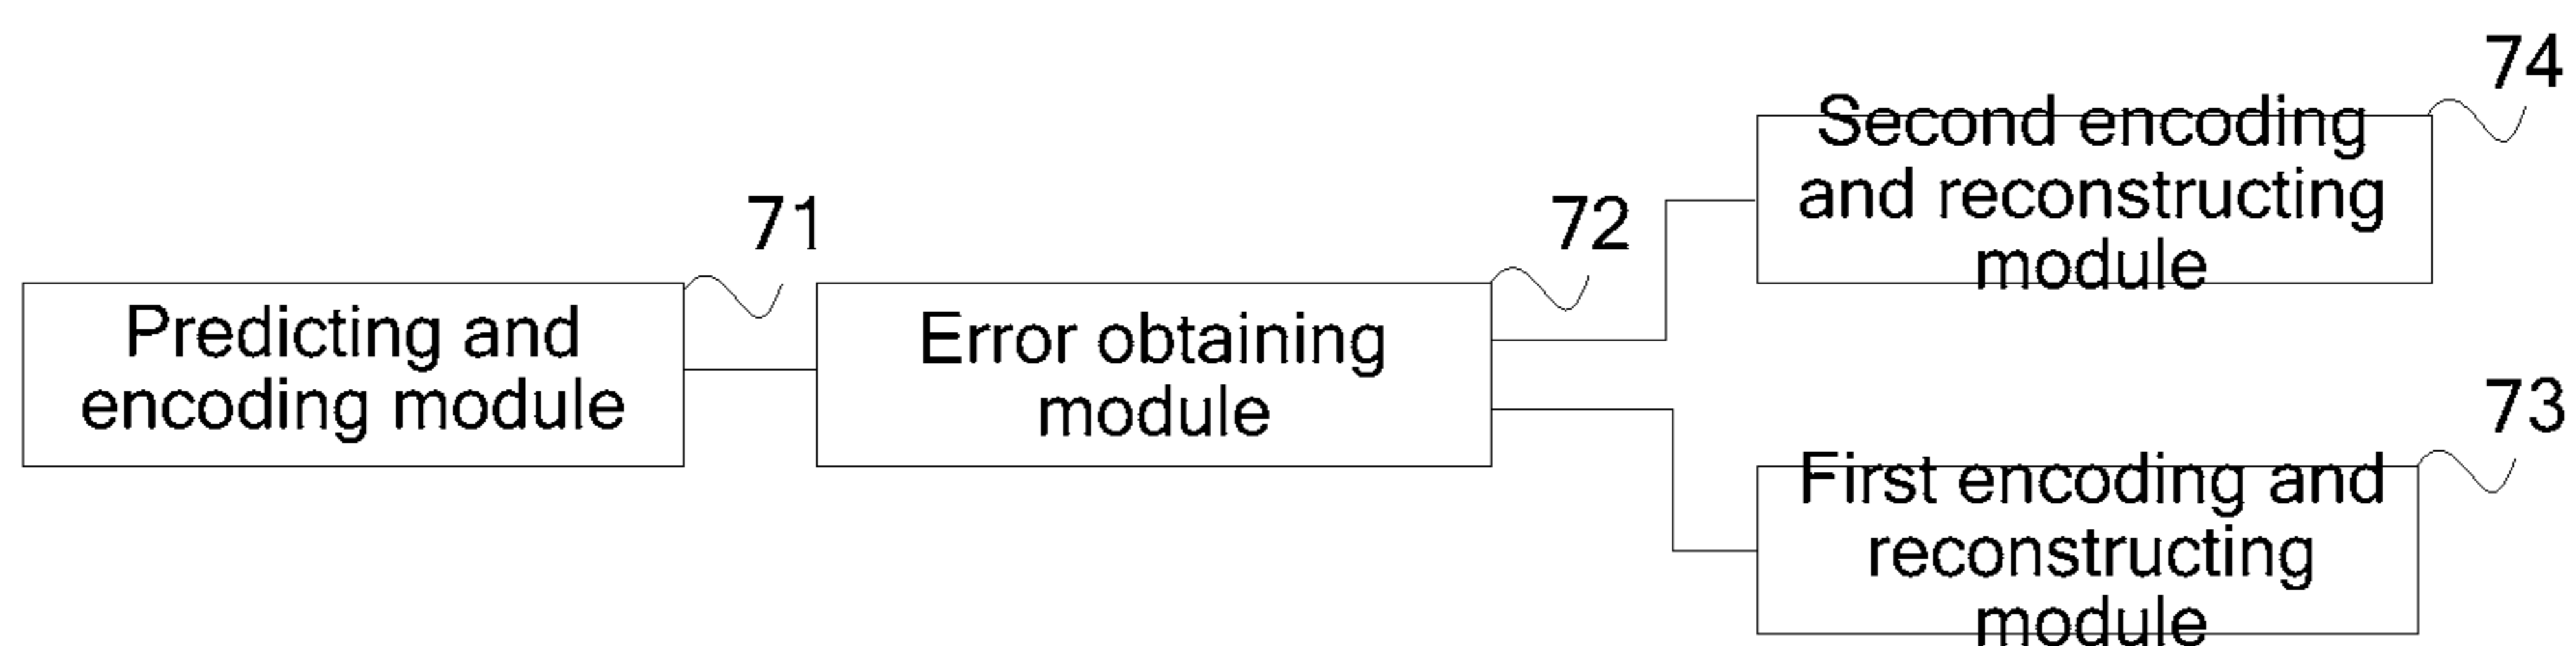 71
Predicting and
encoding module
72
Error obtaining
module
74
Second encoding
and reconstructing
module
73
First encoding and
reconstructing
module